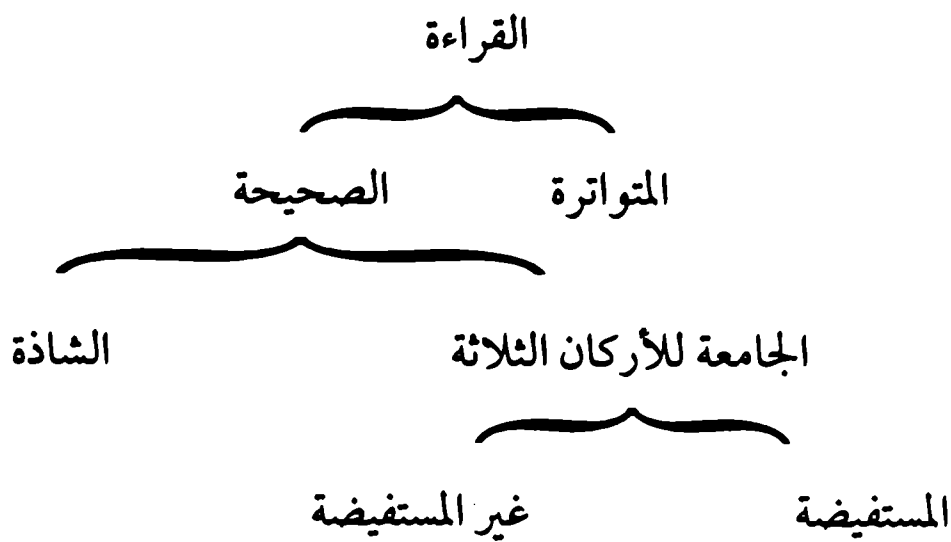 القراءة
المتواترة الصحيحة
الجامعة للأركان الثلاثة الشاذة
المستفيضة غير المستفيضة